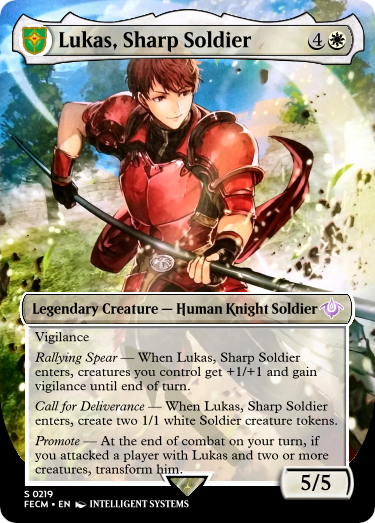 Lukas, Sharp Soldier 4
Legendary Creature — Human Knight Soldier
Vigilance
Rallying Spear — When Lukas, Sharp Soldier
enters, creatures you control get +1/+1 and gain
vigilance until end of turn.
Call for Deliverance — When Lukas, Sharp Soldier
enters, create two 1/1 white Soldier creature tokens.
Promote — At the end of combat on your turn, if
you attacked a player with Lukas and two or more
creatures, transform him.
5/5
S 0219
FECM • EN INTELLIGENT SYSTEMS